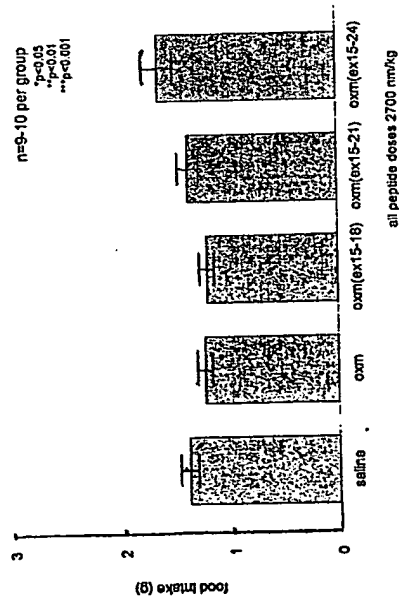 n=9-10 per group
*p<0.05
**p<0.01
***p<0.001
3
2
1
0
food intake (g)
saline
oxm
oxm(ex15-18)
oxm(ex15-21)
oxm(ex15-24)
all peptide doses 2700 nm/kg